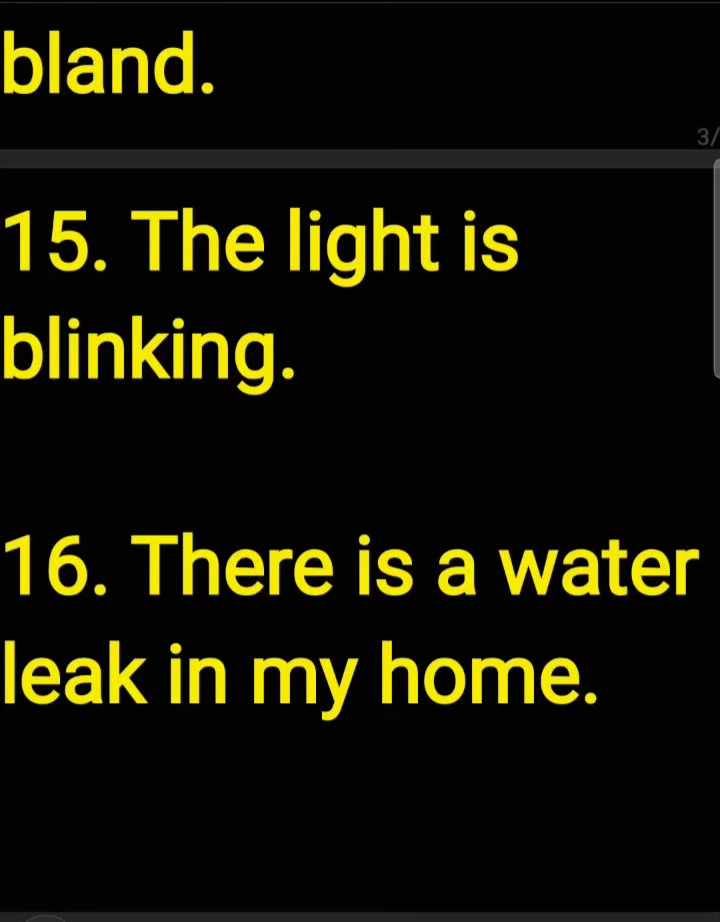 bland.
3/
15. The light is
blinking.
16. There is a water
leak in my home.